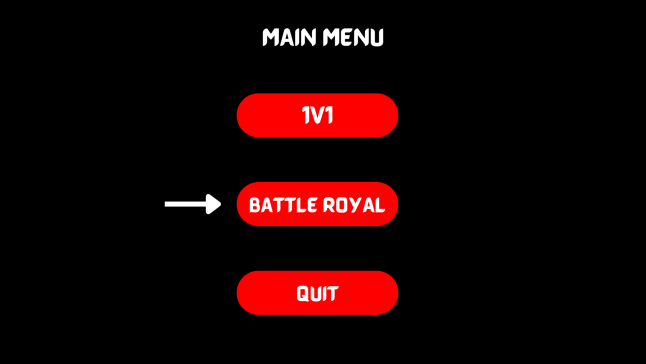 MAIN MENU
1V1
BATTLE ROYAL
QUIT